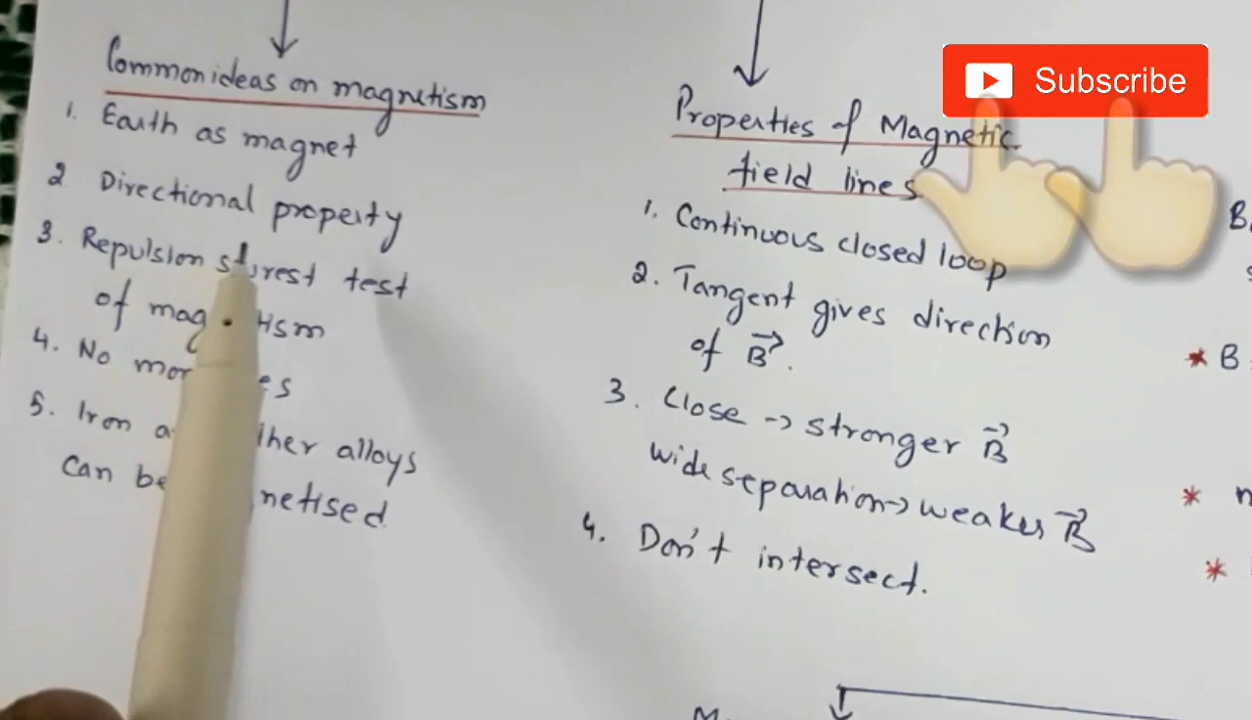 Common ideas on magnetism
1. Earth as magnet
2 Directional property
3. Repulsion surest test
of
4. No
5. Iron alloys
can be
Properties of Magnetic
field lines
1. Continuous closed loop
2. Tangent gives direction
of B→.
3. Close → stronger B→
wide separation → weaker B→
4. Don't intersect.
Subscribe
* B
*
*